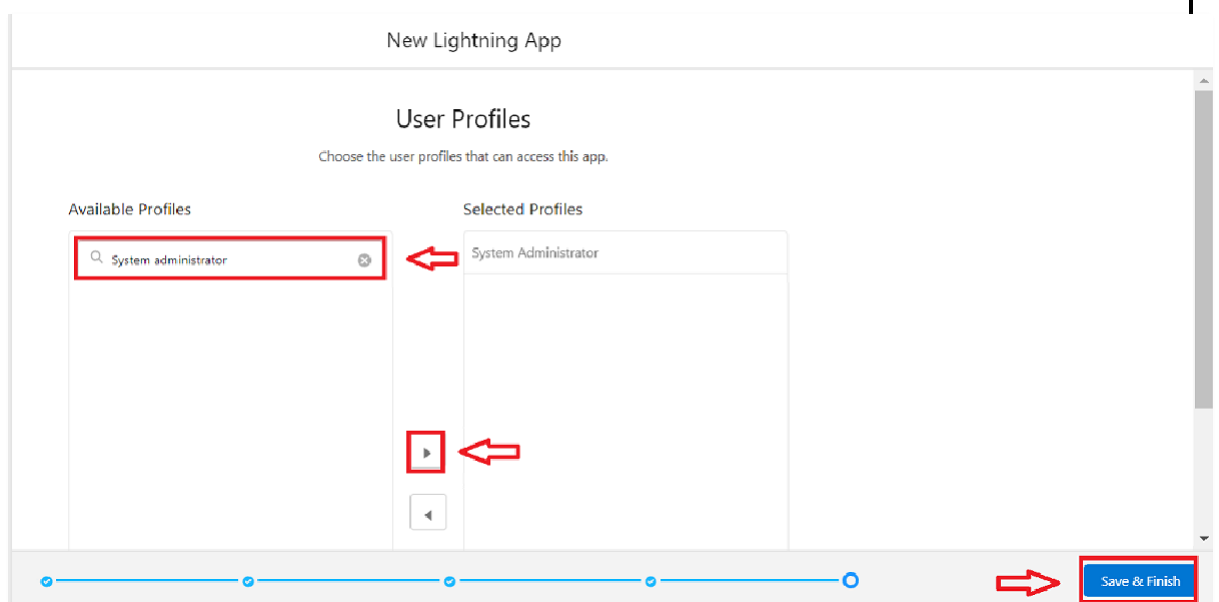 New Lightning App
User Profiles
Choose the user profiles that can access this app.
Available Profiles
Selected Profiles
System administrator
System Administrator
Save & Finish